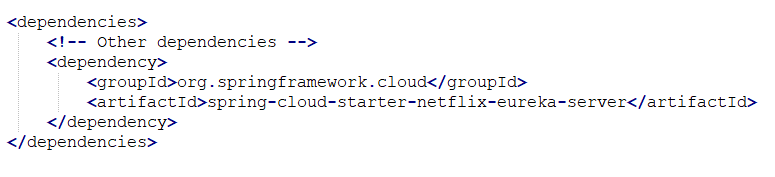 <dependencies>
    <!-- Other dependencies -->
    <dependency>
        <groupId>org.springframework.cloud</groupId>
        <artifactId>spring-cloud-starter-netflix-eureka-server</artifactId>
    </dependency>
</dependencies>